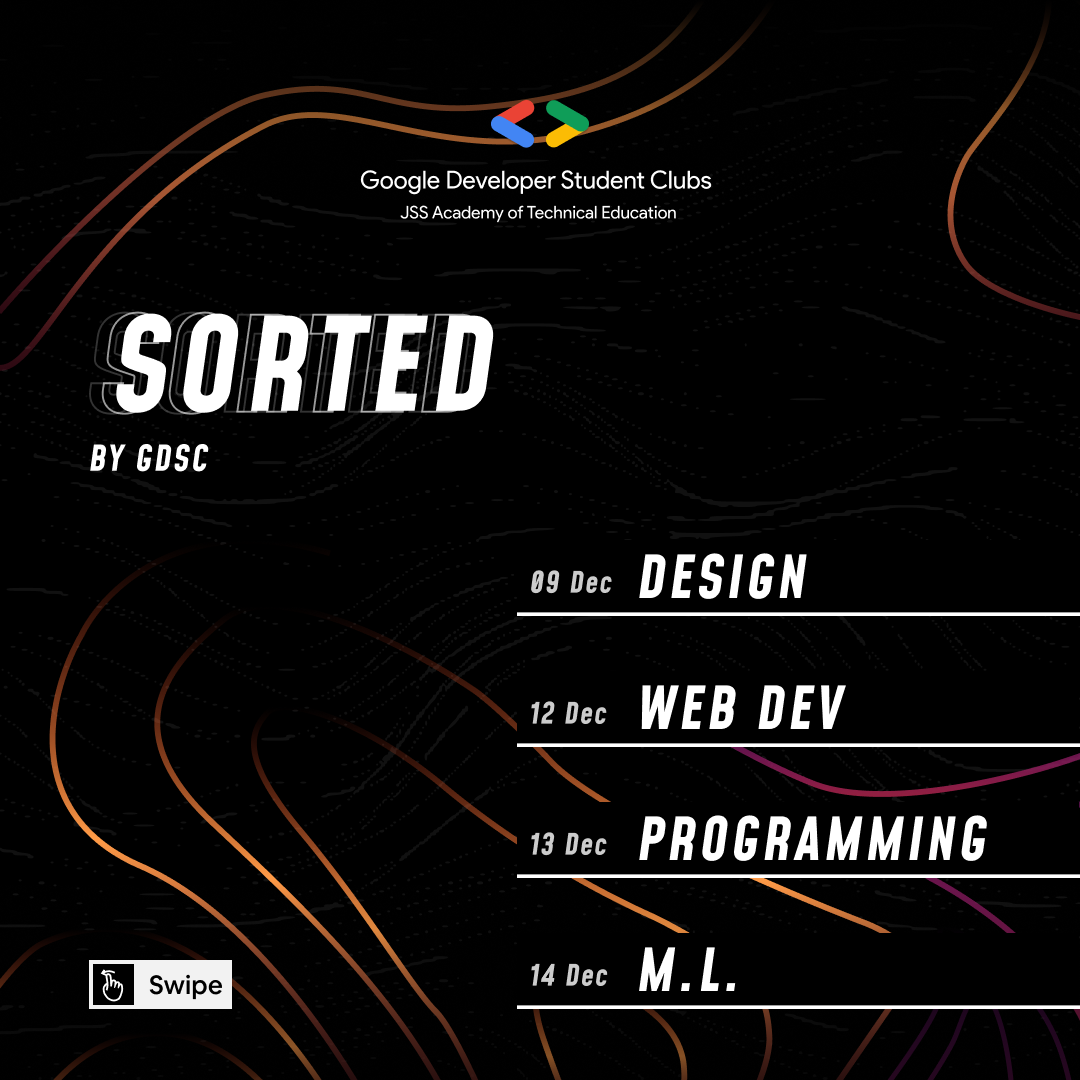 Google Developer Student Clubs
JSS Academy of Technical Education
SORTED
BY GDSC
09 Dec DESIGN
12 Dec WEB DEV
13 Dec PROGRAMMING
14 Dec M.L.
Swipe